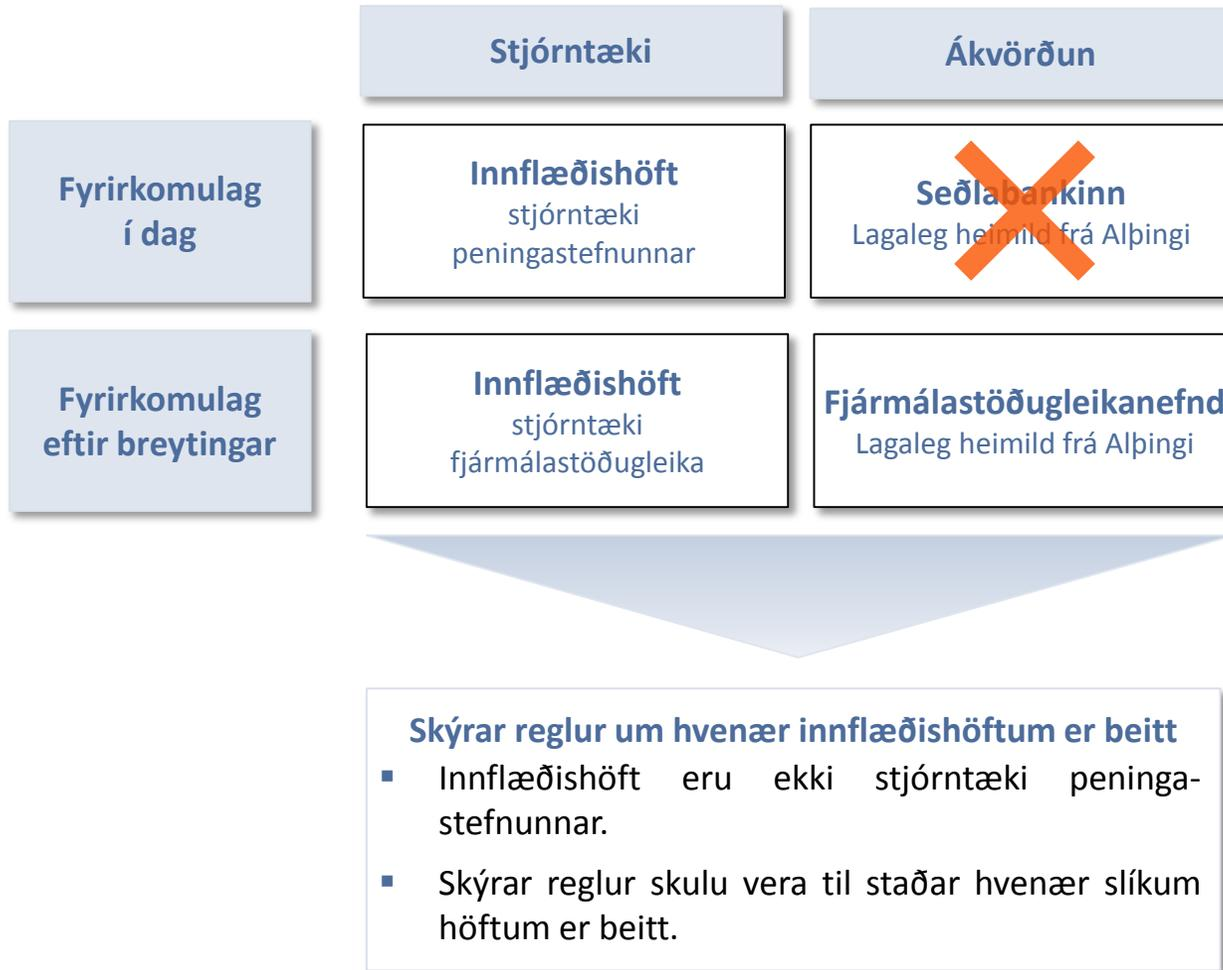 Stjórntæki
Ákvörðun
Fyrirkomulag
í dag
Innflæðishöft
stjórntæki
peningastefnunnar
Seðlabankinn
Lagaleg heimild frá Alþingi
Fyrirkomulag
eftir breytingar
Innflæðishöft
stjórntæki
fjármálastöðugleika
Fjármálastöðugleikanefnd
Lagaleg heimild frá Alþingi
Skýrar reglur um hvenær innflæðishöftum er beitt
▪ Innflæðishöft eru ekki stjórntæki peninga-
stefnunnar.
▪ Skýrar reglur skulu vera til staðar hvenær slíkum
höftum er beitt.